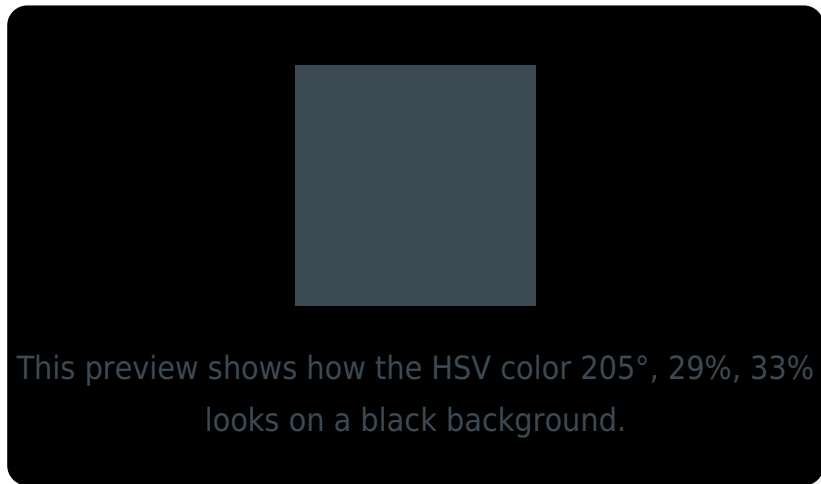 This preview shows how the HSV color 205°, 29%, 33%
looks on a black background.